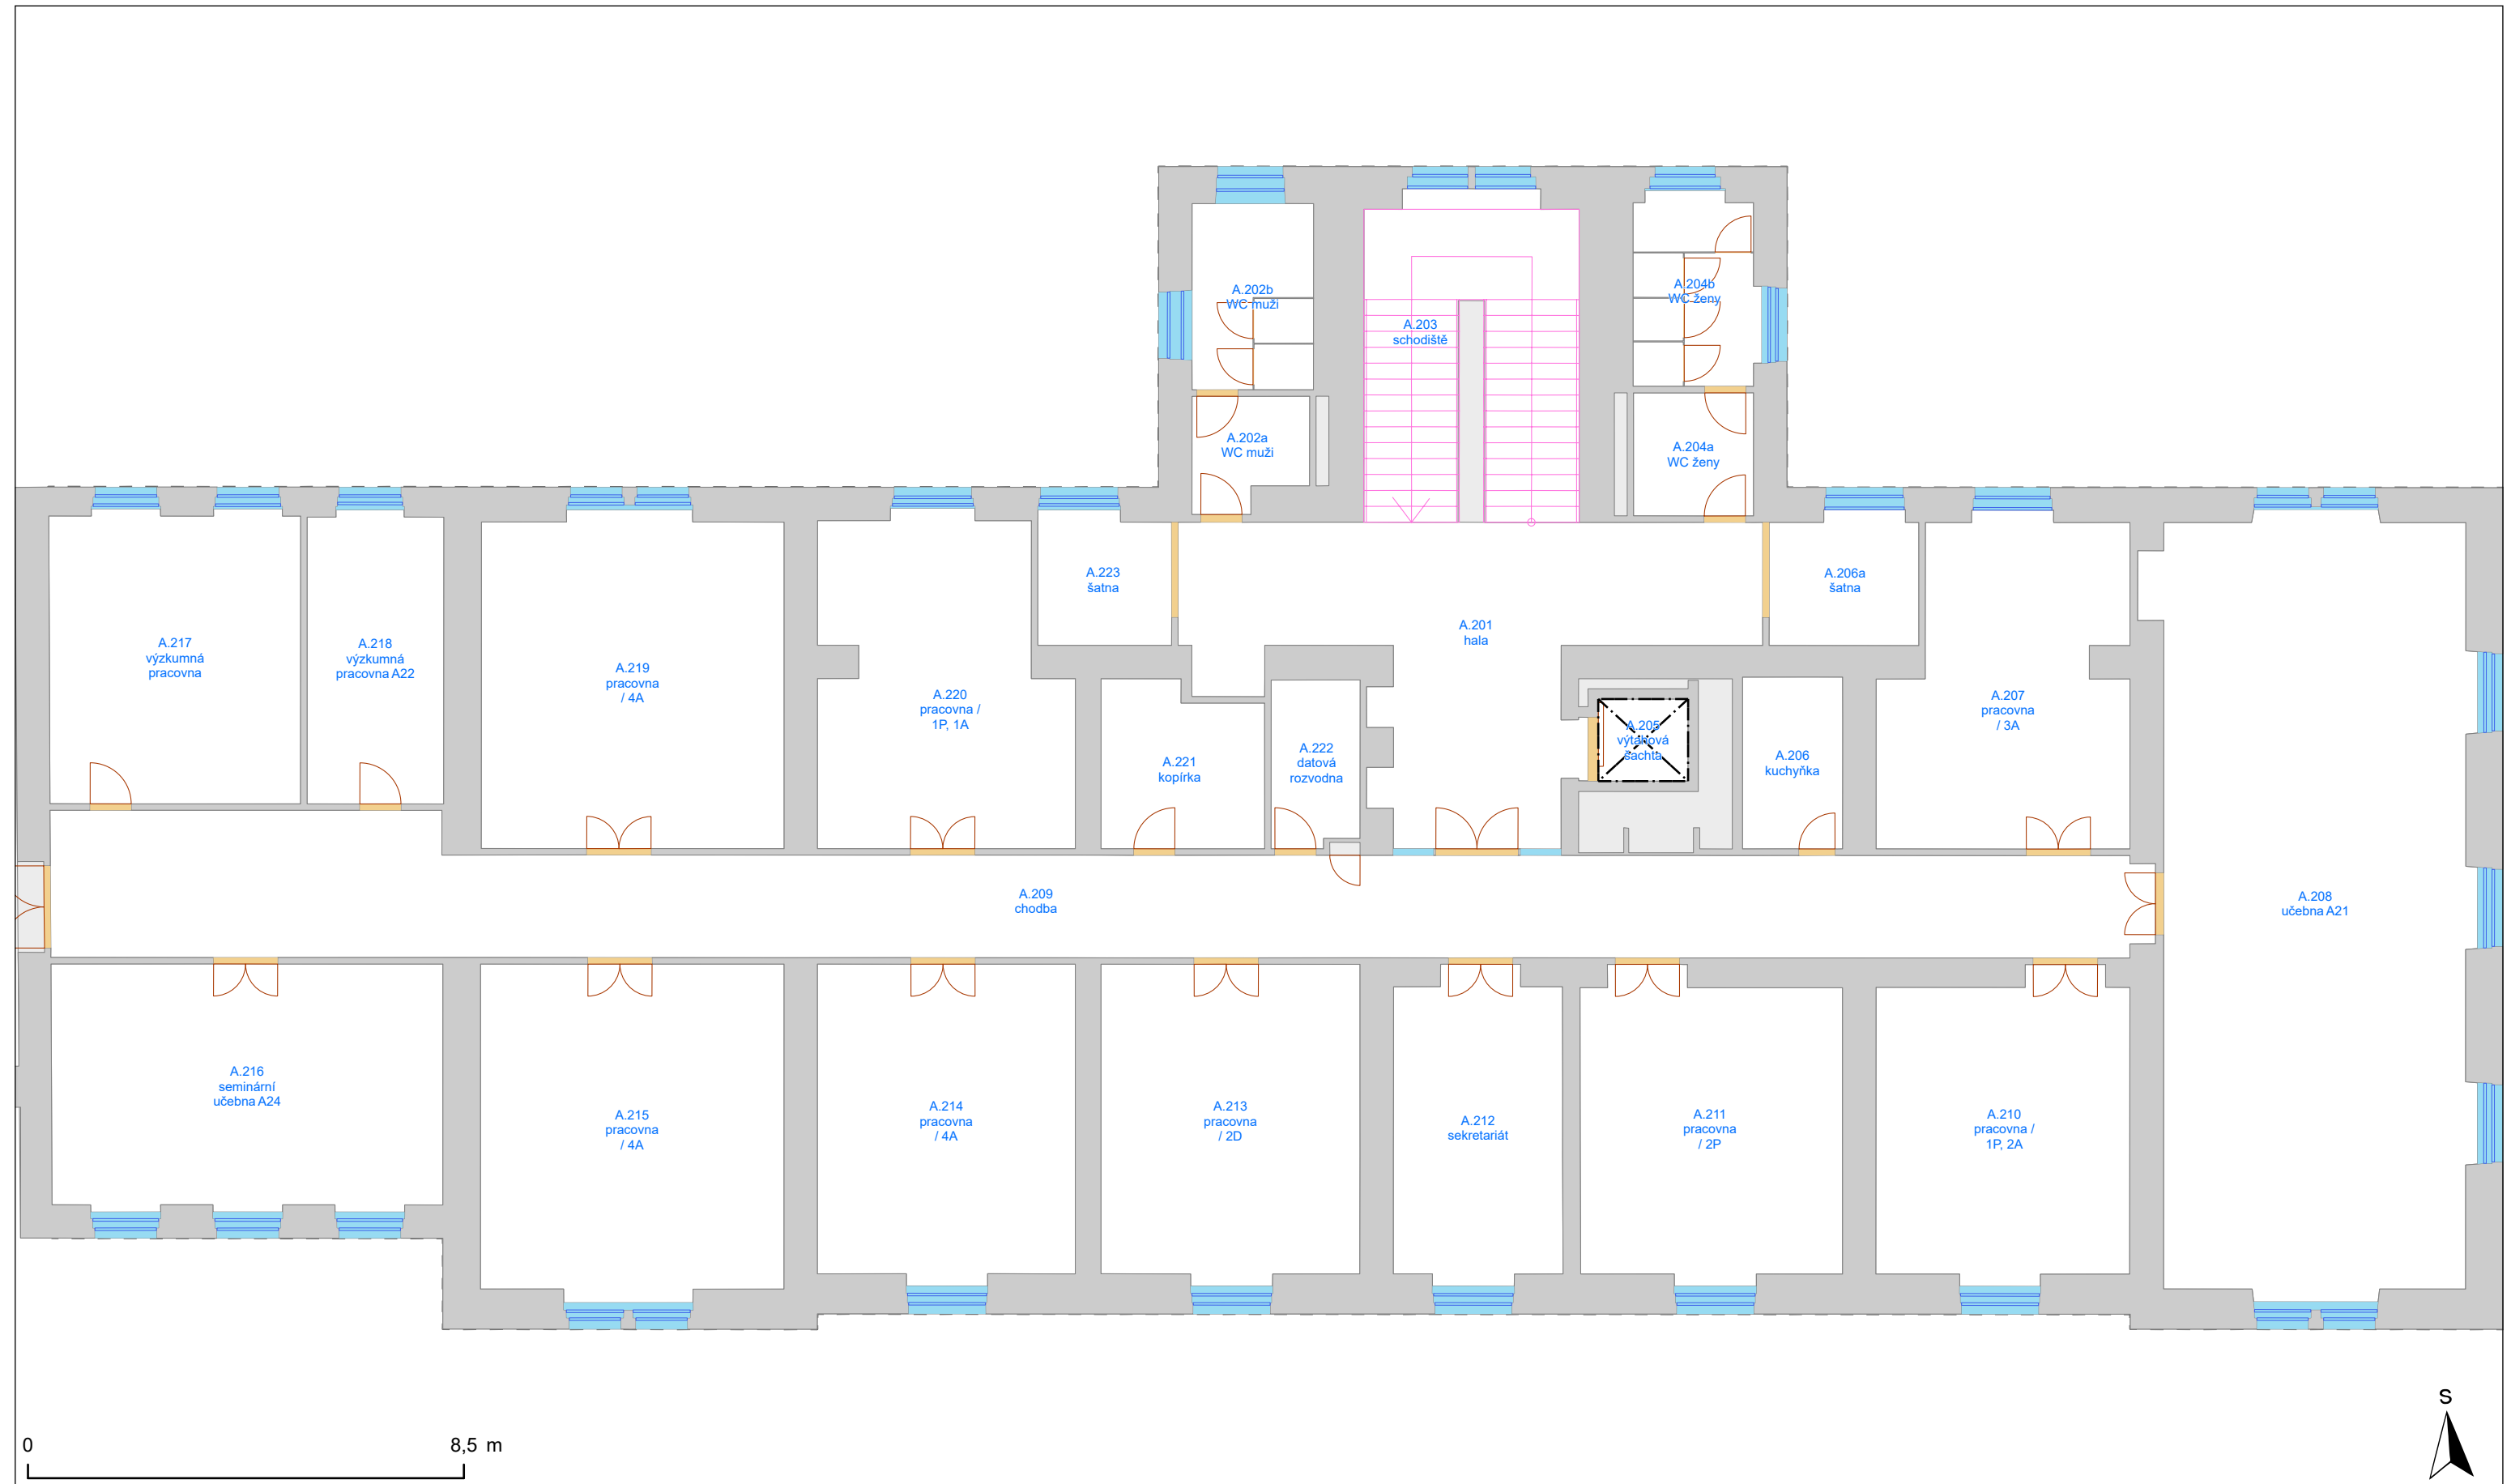 A.202b
WC muži
A.203
schodiště
A.204b
WC ženy
A.202a
WC muži
A.204a
WC ženy
A.217
výzkumná
pracovna
A.218
výzkumná
pracovna A22
A.219
pracovna
/ 4A
A.220
pracovna /
1P, 1A
A.223
šatna
A.201
hala
A.206a
šatna
A.221
kopírka
A.222
datová
rozvodna
A.205
výtahová
šachta
A.206
kuchyňka
A.207
pracovna
/ 3A
A.209
chodba
A.208
učebna A21
A.216
seminární
učebna A24
A.215
pracovna
/ 4A
A.214
pracovna
/ 4A
A.213
pracovna
/ 2D
A.212
sekretariát
A.211
pracovna
/ 2P
A.210
pracovna /
1P, 2A
0 8,5 m
S